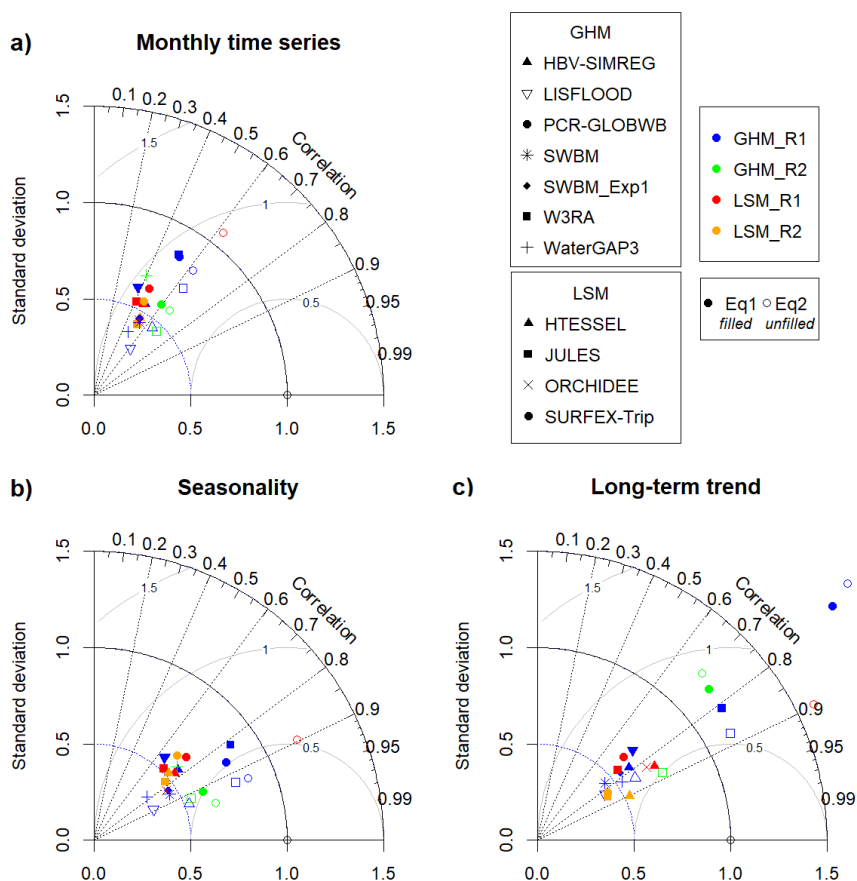 a)
Monthly time series
0.1 0.2 0.3 0.4 0.5 0.6 0.7 0.8 0.9 0.95 0.99
Correlation
1.5
1
0.5
Standard deviation
1.5
1.0
0.5
0.0
0.0 0.5 1.0 1.5
GHM
HBV-SIMREG
LISFLOOD
PCR-GLOBWB
SWBM
SWBM_Exp1
W3RA
WaterGAP3
LSM
HTESSEL
JULES
ORCHIDEE
SURFEX-Trip
GHM_R1
GHM_R2
LSM_R1
LSM_R2
Eq1 Eq2
filled unfilled
b)
Seasonality
0.1 0.2 0.3 0.4 0.5 0.6 0.7 0.8 0.9 0.95 0.99
Correlation
1.5
1
0.5
Standard deviation
1.5
1.0
0.5
0.0
0.0 0.5 1.0 1.5
c)
Long-term trend
0.1 0.2 0.3 0.4 0.5 0.6 0.7 0.8 0.9 0.95 0.99
Correlation
1.5
1
0.5
Standard deviation
1.5
1.0
0.5
0.0
0.0 0.5 1.0 1.5